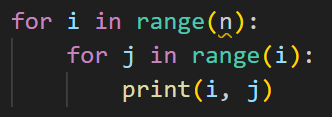 for i in range(n):
    for j in range(i):
        print(i, j)